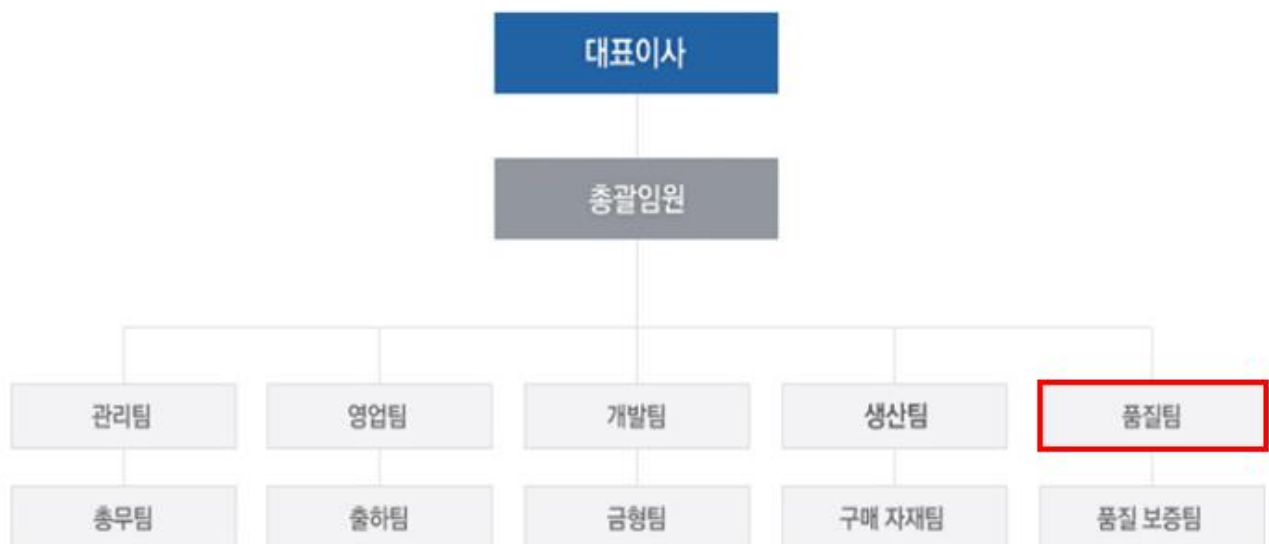 대표이사
총괄임원
관리팀 영업팀 개발팀 생산팀 품질팀
총무팀 출하팀 금형팀 구매 자재팀 품질 보증팀